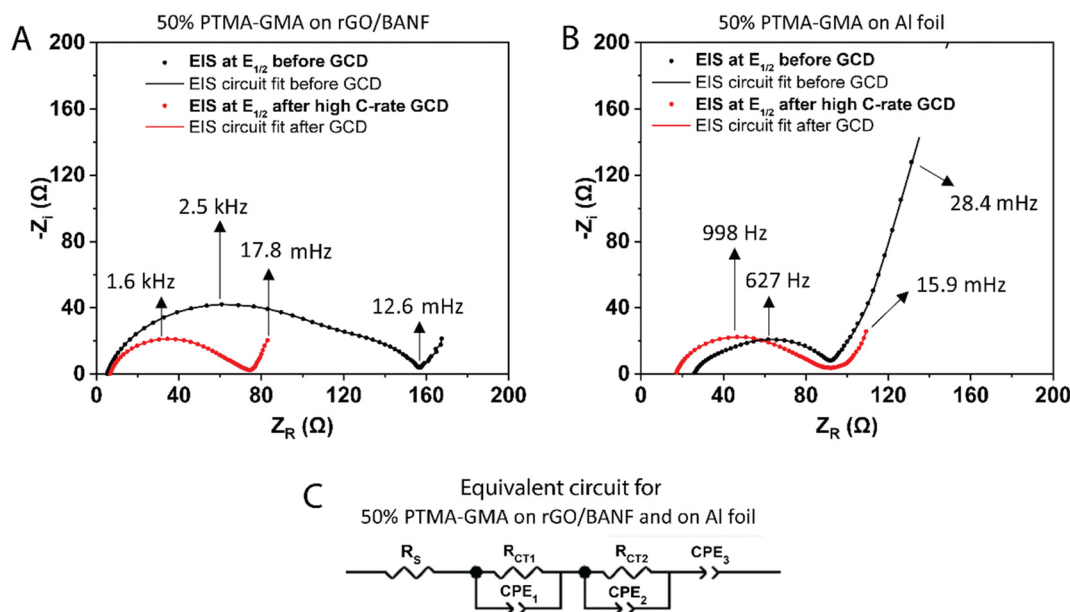 50% PTMA-GMA on rGO/BANF
A
200
160
120
80
40
0
-Zi (Ω)
EIS at E1/2 before GCD
EIS circuit fit before GCD
EIS at E1/2 after high C-rate GCD
EIS circuit fit after GCD
2.5 kHz
1.6 kHz
17.8 mHz
12.6 mHz
0 40 80 120 160 200
ZR (Ω)
50% PTMA-GMA on Al foil
B
200
160
120
80
40
0
-Zi (Ω)
EIS at E1/2 before GCD
EIS circuit fit before GCD
EIS at E1/2 after high C-rate GCD
EIS circuit fit after GCD
28.4 mHz
998 Hz
627 Hz
15.9 mHz
0 40 80 120 160 200
ZR (Ω)
C
Equivalent circuit for
50% PTMA-GMA on rGO/BANF and on Al foil
RS RCT1 RCT2 CPE3
CPE1 CPE2